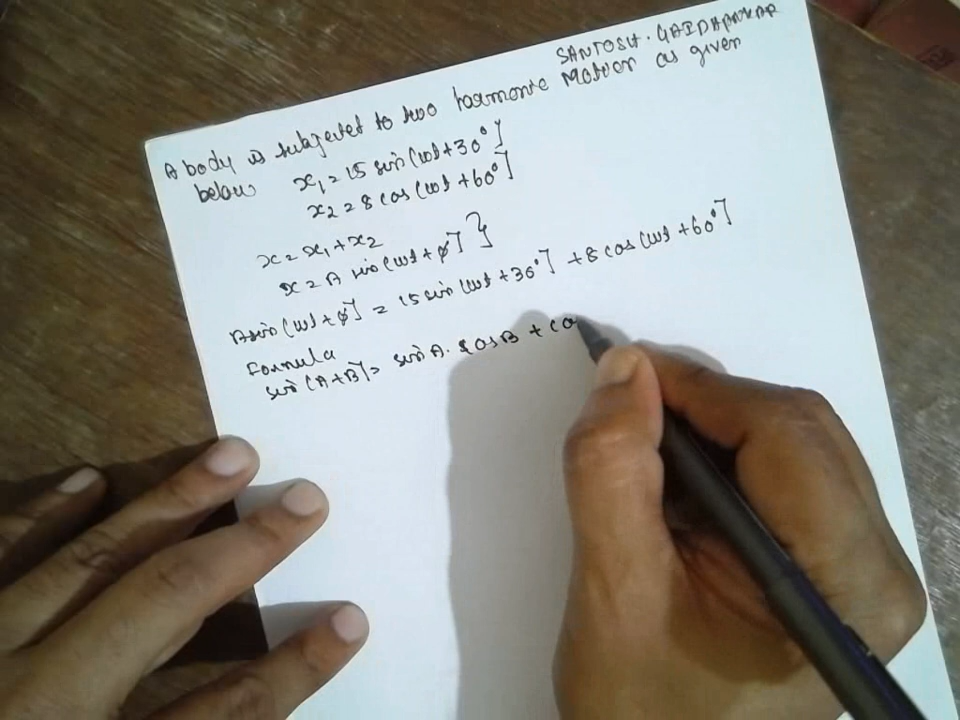 SANTOSH. GAIDHANKAR
A body is subjected to two harmonic Motion as given
below x₁ = 15 sin(ωt+30°]
x₂ = 8 cos(ωt+60°]
x = x₁ + x₂
x = A sin(ωt+φ] }
A sin(ωt+φ] = 15 sin(ωt+30°] + 8 cos(ωt+60°]
Formula
sin(A+B) = sin A. cos B + co